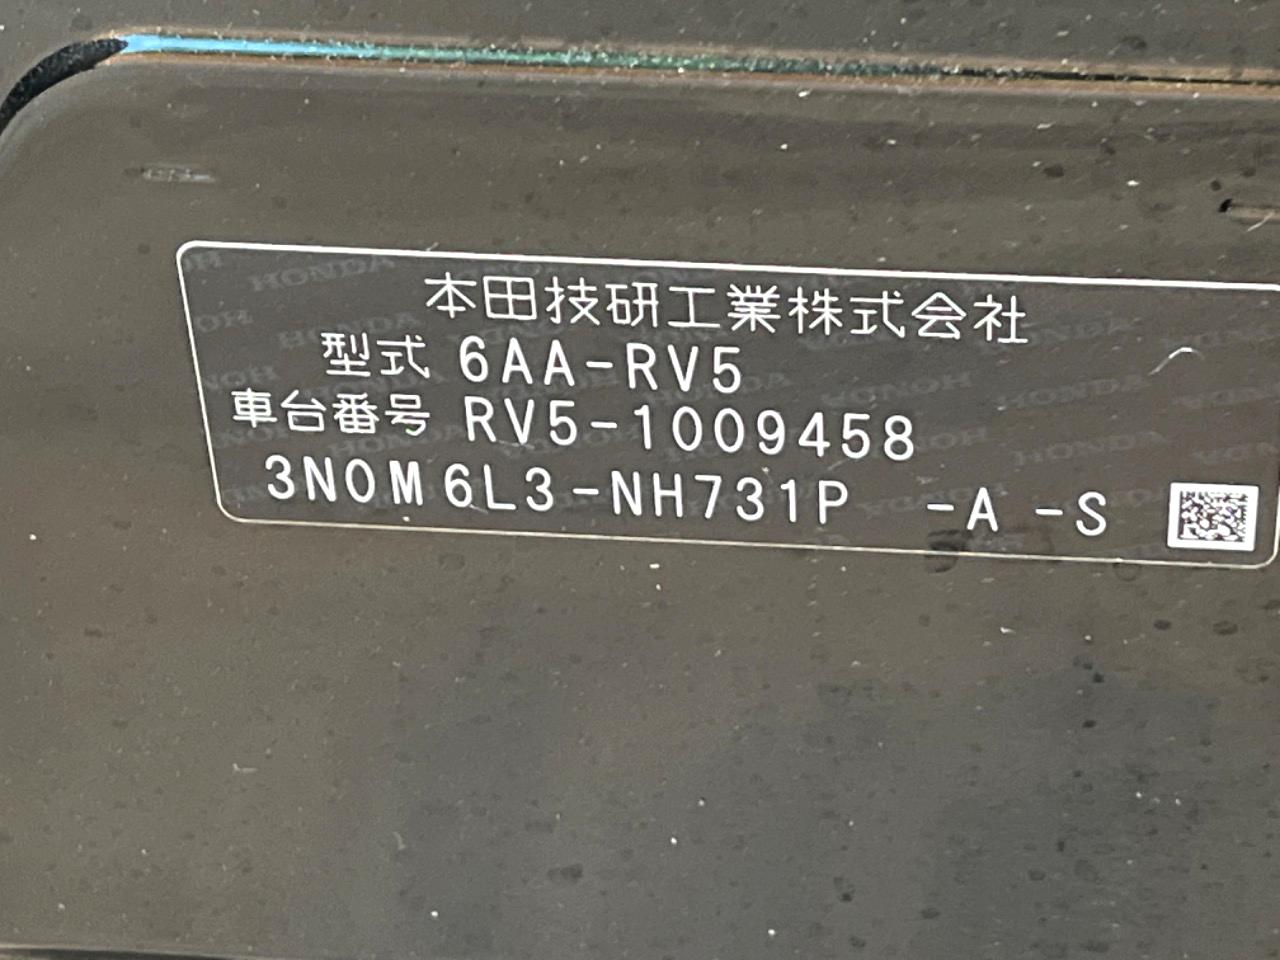 本田技研工業株式会社
型式 6AA-RV5
車台番号 RV5-1009458
3N0M6L3-NH731P -A -S